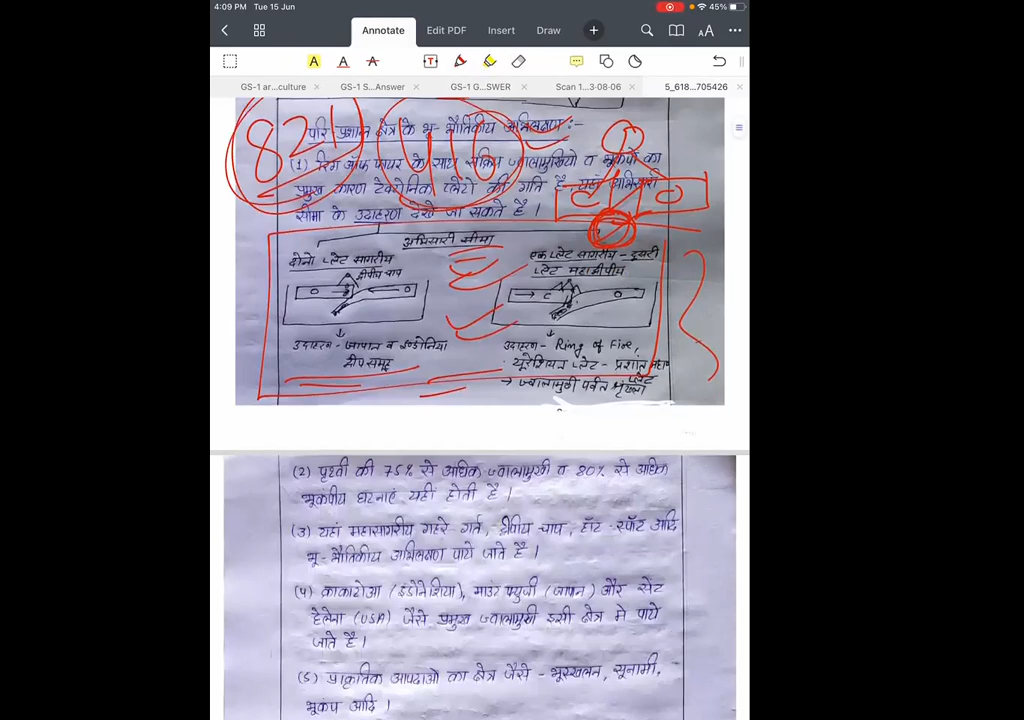 4:09 PM Tue 15 Jun 45%
Annotate Edit PDF Insert Draw
GS-1 ar...culture GS-1 S...Answer GS-1 G...SWER Scan 1...3-08-06 5_618...705426
परि प्रशान्त क्षेत्र के भू-भौतिकीय अभिलक्षण :-
(1) रिंग ऑफ फायर के साथ सक्रिय ज्वालामुखियो व भूकंपो का
प्रमुख कारण टेक्टोनिक प्लेटो की गति है, यहां अभिसारी
सीमा के उदाहरण देखे जा सकते है ।
अभिसारी सीमा
दोनो प्लेट सागरीय
एक प्लेट सागरीय - दूसरी
प्लेट महाद्वीपीय
द्वीपीय चाप
O O
C O
उदाहरण - जापान व इण्डोनेशिया
द्वीप समूह
उदाहरण - Ring of Fire,
यूरेशियन प्लेट - प्रशांत महा॰
प्लेट
→ ज्वालामुखी पर्वत श्रृंखला
(2) पृथ्वी की 75% से अधिक ज्वालामुखी व 80% से अधिक
भूकंपीय घटनाएं यहीं होती है ।
(3) यहां महासागरीय गहरे गर्त, द्वीपीय चाप, हॉट-स्पॉट आदि
भू-भौतिकीय अभिलक्षण पाये जाते है ।
(4) क्राकाटोआ (इंडोनेशिया), माउंट फ्युजी (जापान) और सेंट
हेलेना (USA) जैसे प्रमुख ज्वालामुखी इसी क्षेत्र मे पाये
जाते है ।
(5) प्राकृतिक आपदाओ का क्षेत्र जैसे - भूस्खलन, सूनामी,
भूकंप आदि ।